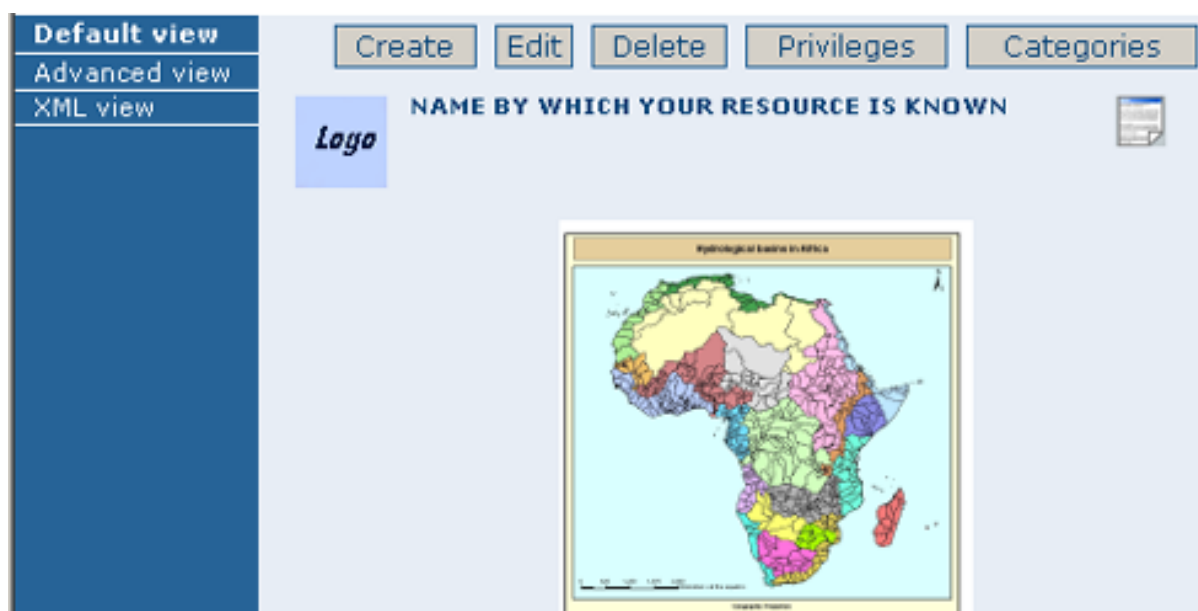 Default view
Advanced view
XML view
Create Edit Delete Privileges Categories
Logo
NAME BY WHICH YOUR RESOURCE IS KNOWN
Hydrological basins in Africa